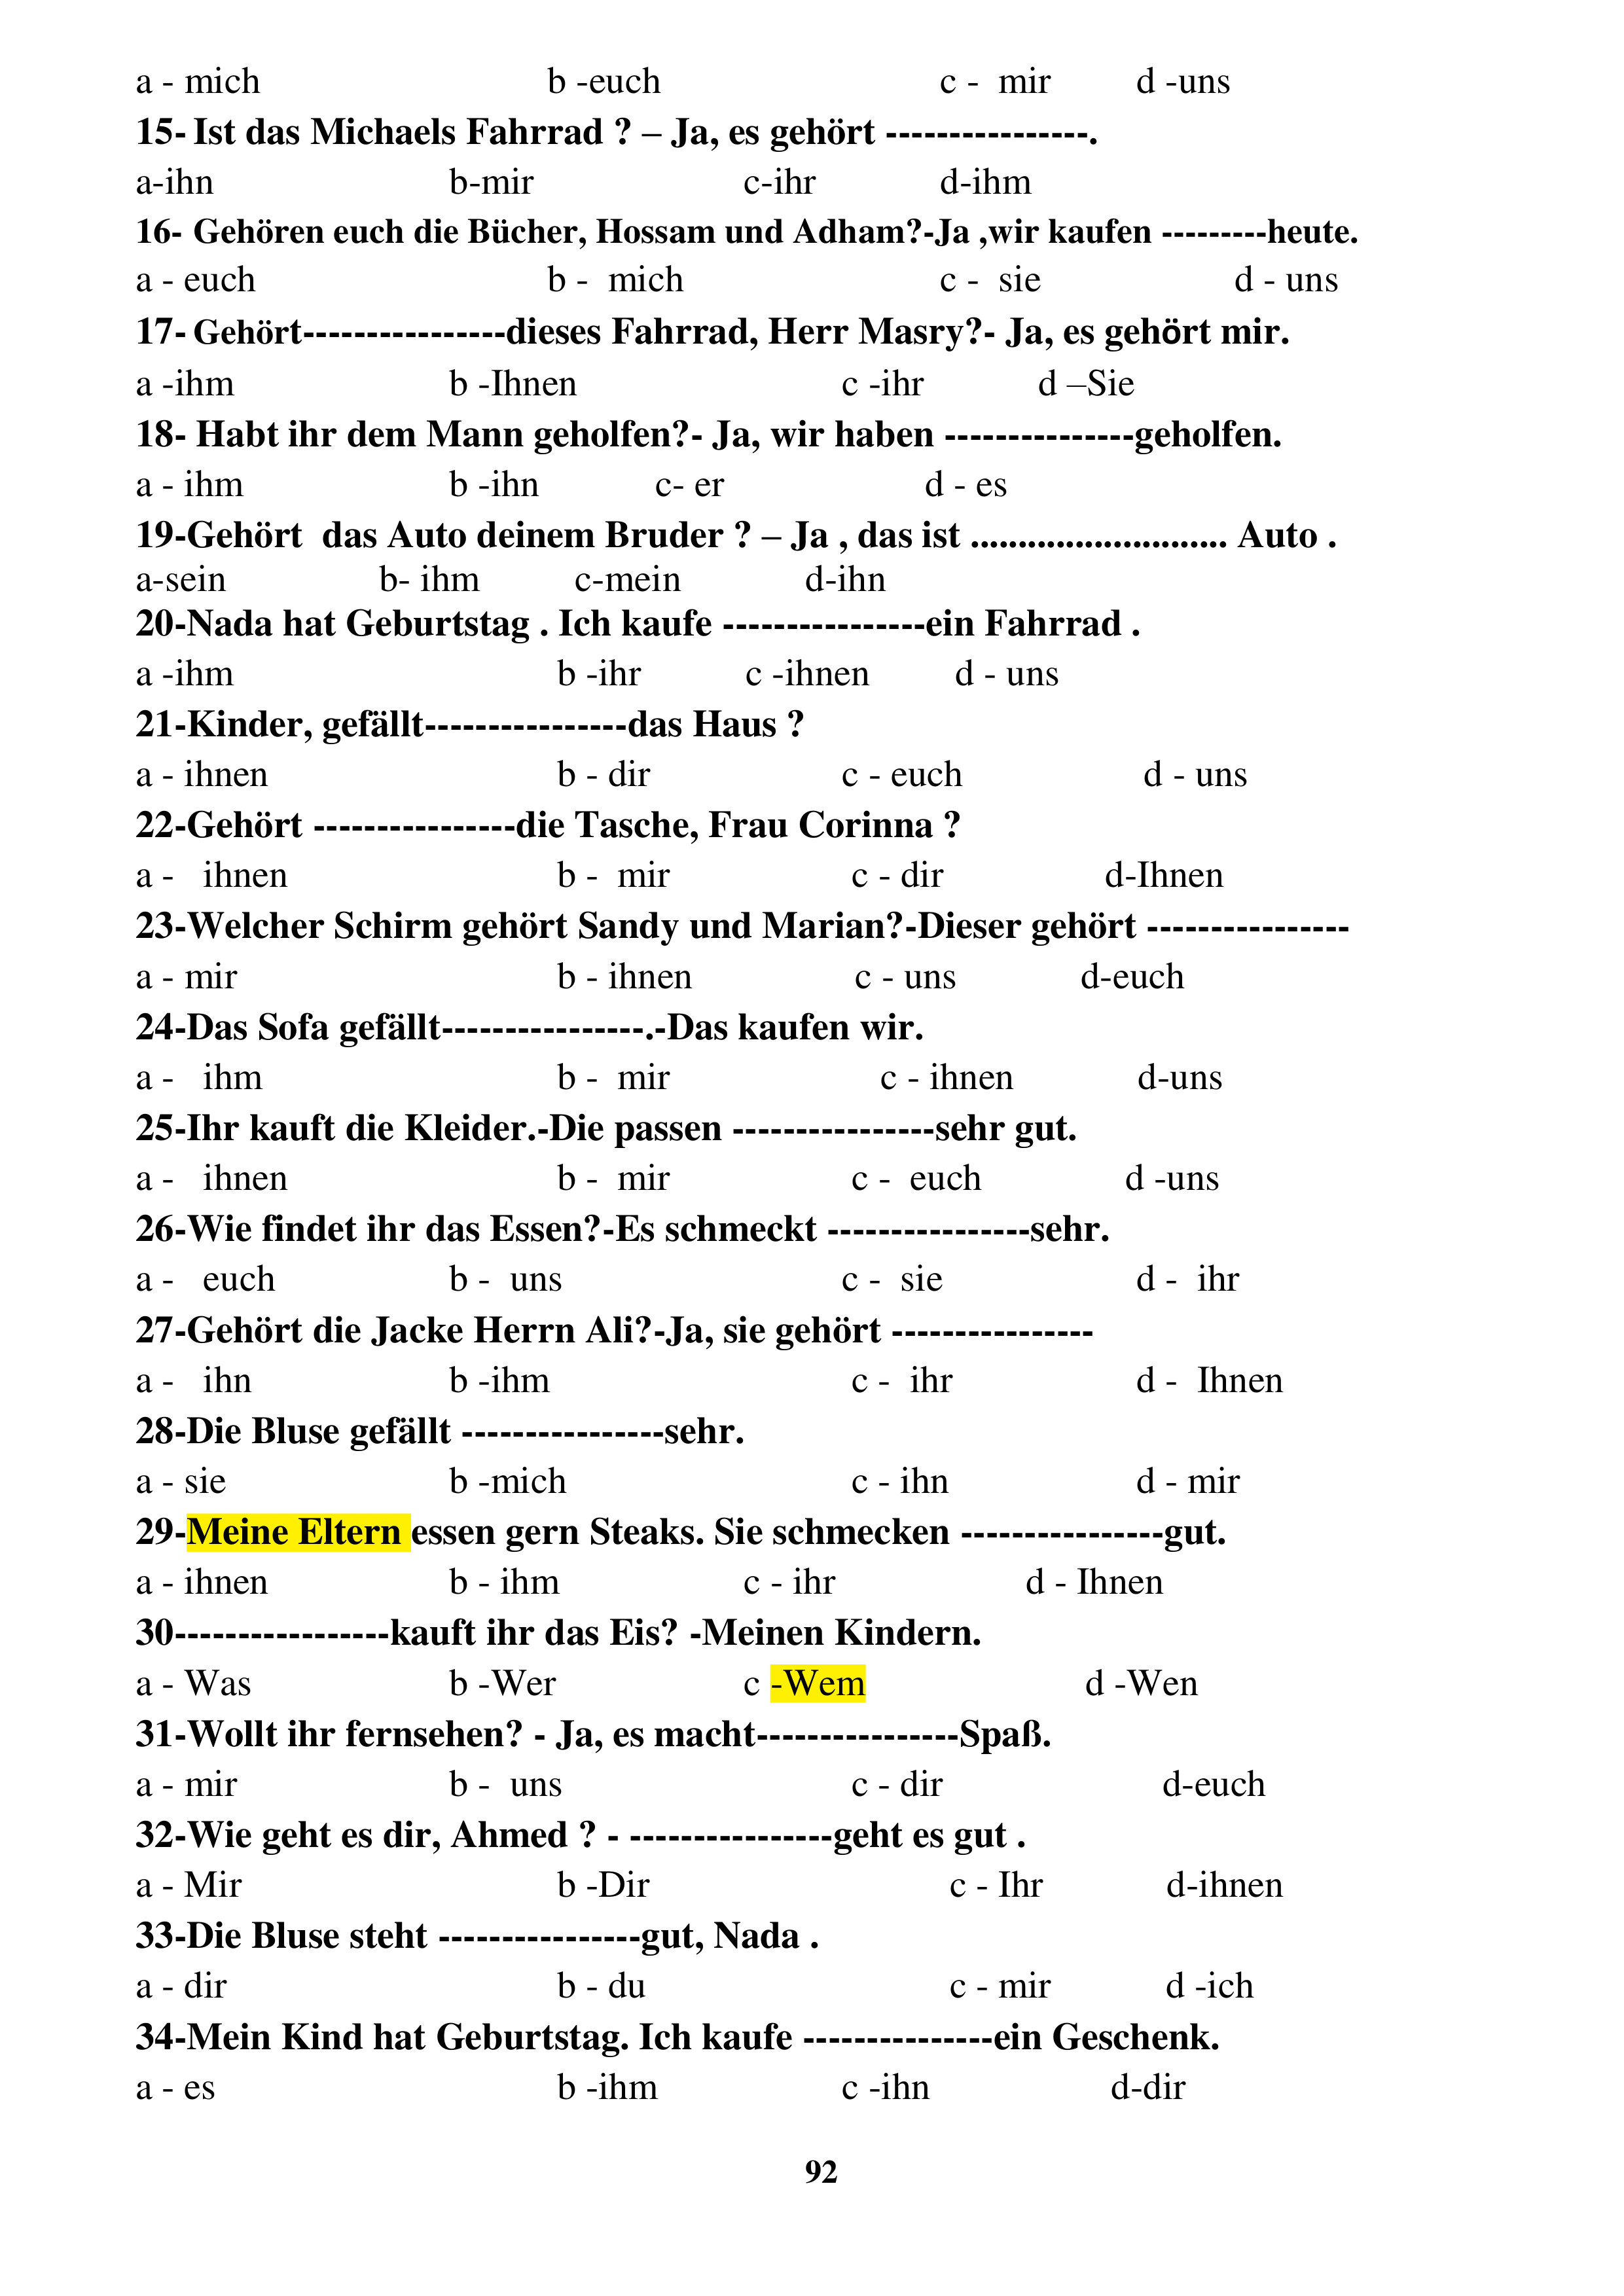 a - mich b -euch c - mir d -uns
15- Ist das Michaels Fahrrad ? – Ja, es gehört ----------------.
a-ihn b-mir c-ihr d-ihm
16- Gehören euch die Bücher, Hossam und Adham?-Ja ,wir kaufen ---------heute.
a - euch b - mich c - sie d - uns
17- Gehört----------------dieses Fahrrad, Herr Masry?- Ja, es gehört mir.
a -ihm b -Ihnen c -ihr d –Sie
18- Habt ihr dem Mann geholfen?- Ja, wir haben ---------------geholfen.
a - ihm b -ihn c- er d - es
19-Gehört das Auto deinem Bruder ? – Ja , das ist ........................... Auto .
a-sein b- ihm c-mein d-ihn
20-Nada hat Geburtstag . Ich kaufe ----------------ein Fahrrad .
a -ihm b -ihr c -ihnen d - uns
21-Kinder, gefällt----------------das Haus ?
a - ihnen b - dir c - euch d - uns
22-Gehört ----------------die Tasche, Frau Corinna ?
a - ihnen b - mir c - dir d-Ihnen
23-Welcher Schirm gehört Sandy und Marian?-Dieser gehört ----------------
a - mir b - ihnen c - uns d-euch
24-Das Sofa gefällt----------------.-Das kaufen wir.
a - ihm b - mir c - ihnen d-uns
25-Ihr kauft die Kleider.-Die passen ----------------sehr gut.
a - ihnen b - mir c - euch d -uns
26-Wie findet ihr das Essen?-Es schmeckt ----------------sehr.
a - euch b - uns c - sie d - ihr
27-Gehört die Jacke Herrn Ali?-Ja, sie gehört ----------------
a - ihn b -ihm c - ihr d - Ihnen
28-Die Bluse gefällt ----------------sehr.
a - sie b -mich c - ihn d - mir
29-Meine Eltern essen gern Steaks. Sie schmecken ----------------gut.
a - ihnen b - ihm c - ihr d - Ihnen
30-----------------kauft ihr das Eis? -Meinen Kindern.
a - Was b -Wer c -Wem d -Wen
31-Wollt ihr fernsehen? - Ja, es macht----------------Spaß.
a - mir b - uns c - dir d-euch
32-Wie geht es dir, Ahmed ? - ----------------geht es gut .
a - Mir b -Dir c - Ihr d-ihnen
33-Die Bluse steht ----------------gut, Nada .
a - dir b - du c - mir d -ich
34-Mein Kind hat Geburtstag. Ich kaufe ---------------ein Geschenk.
a - es b -ihm c -ihn d-dir
92